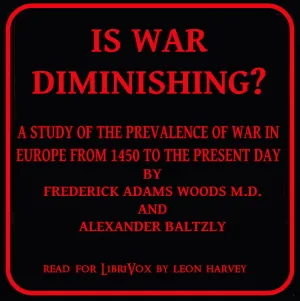 IS WAR
DIMINISHING?
A STUDY OF THE PREVALENCE OF WAR IN
EUROPE FROM 1450 TO THE PRESENT DAY
BY
FREDERICK ADAMS WOODS M.D.
AND
ALEXANDER BALTZLY
READ FOR LIBRIVOX BY LEON HARVEY